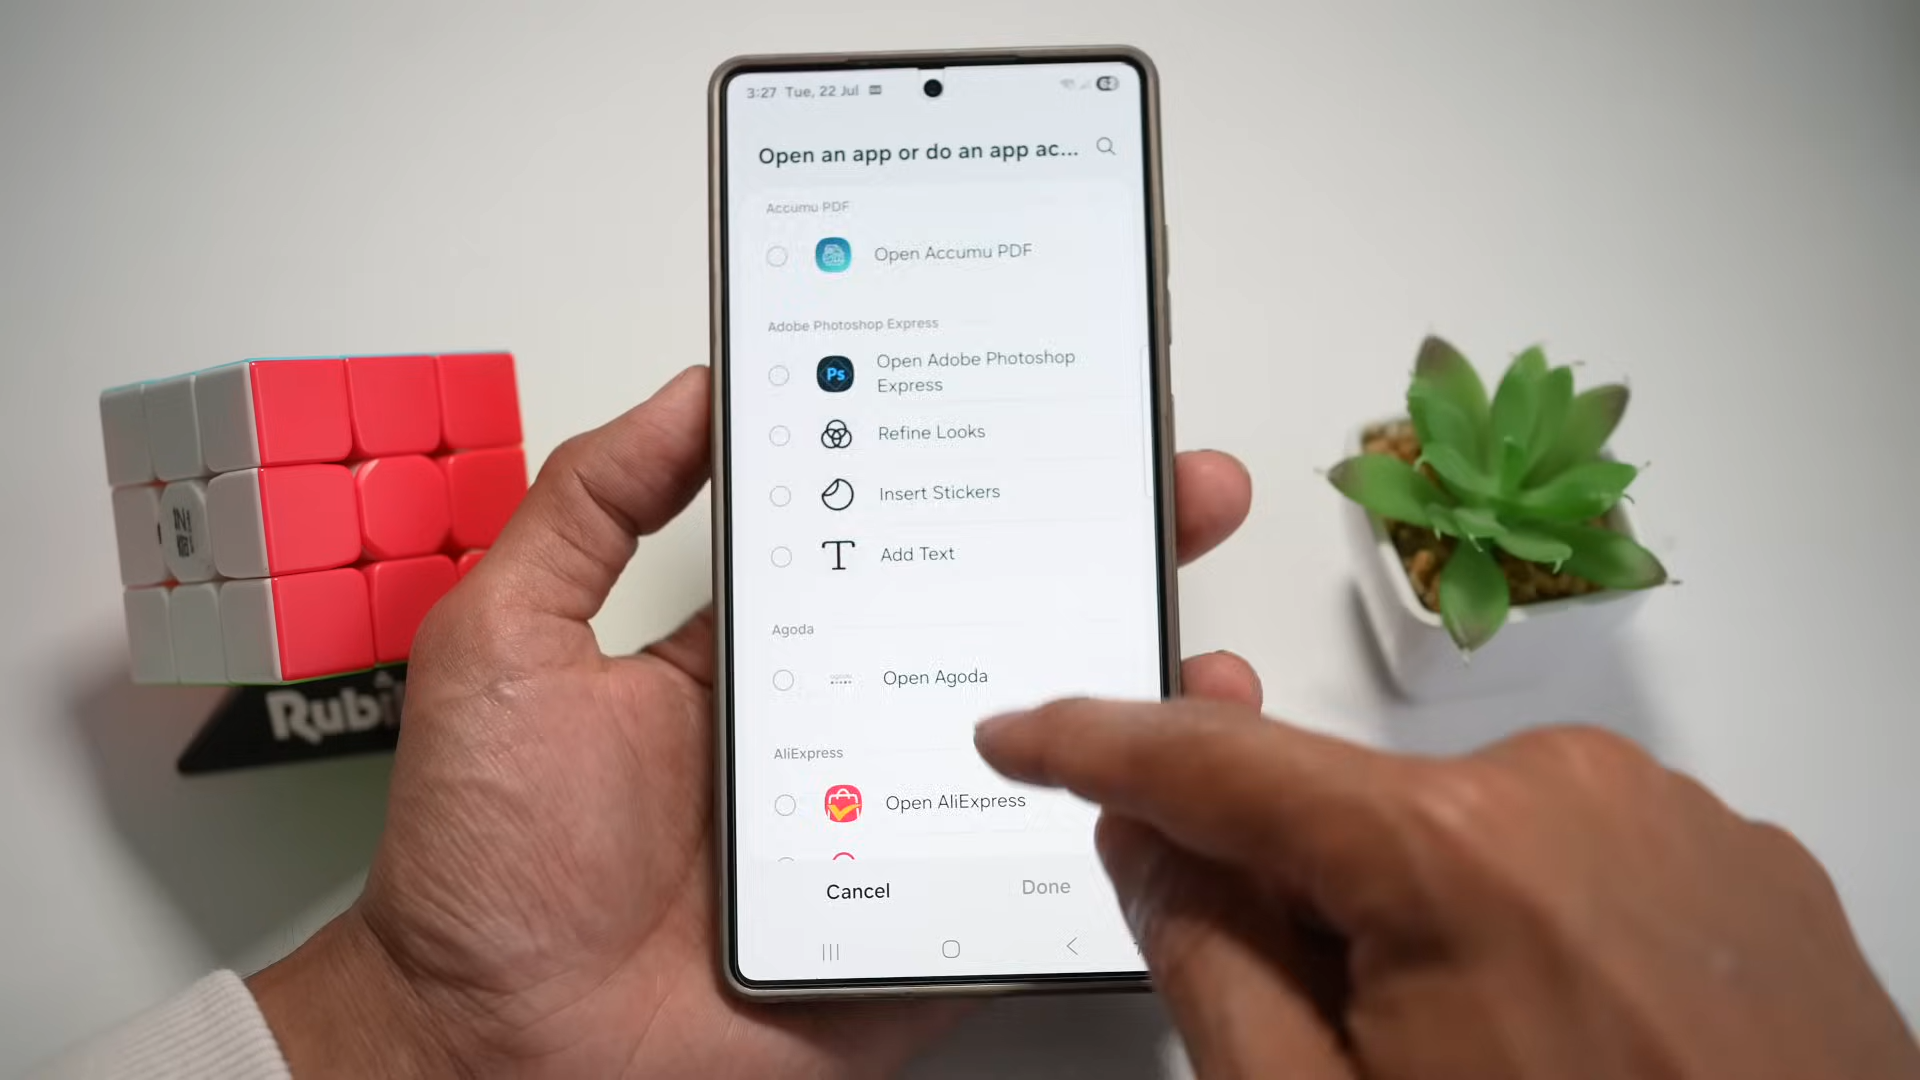 3:27 Tue, 22 Jul
Open an app or do an app ac...
Accumu PDF
Open Accumu PDF
Adobe Photoshop Express
Ps
Open Adobe Photoshop
Express
Refine Looks
Insert Stickers
T
Add Text
Agoda
Open Agoda
AliExpress
Open AliExpress
Cancel
Done